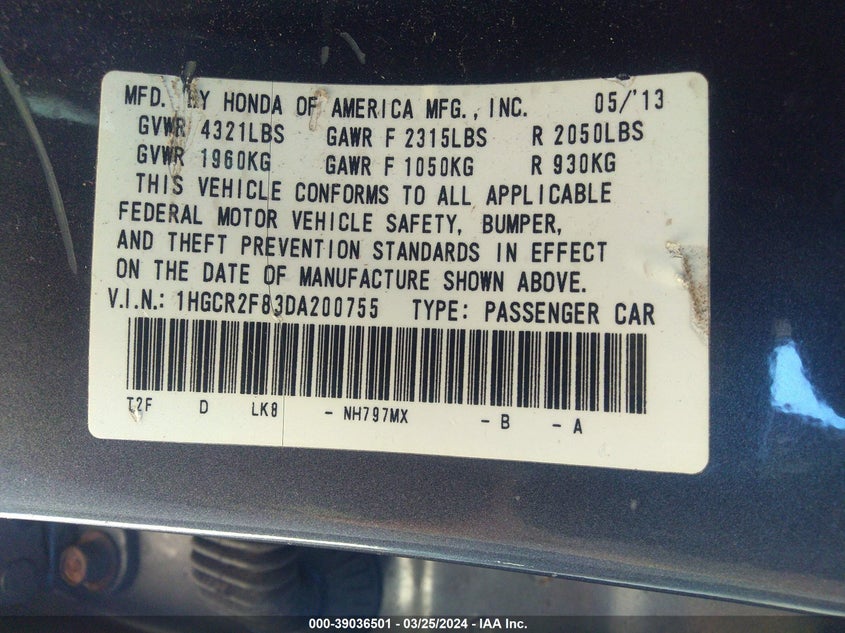 MFD. BY HONDA OF AMERICA MFG., INC. 05/'13
GVWR 4321LBS GAWR F 2315LBS R 2050LBS
GVWR 1960KG GAWR F 1050KG R 930KG
THIS VEHICLE CONFORMS TO ALL APPLICABLE
FEDERAL MOTOR VEHICLE SAFETY, BUMPER,
AND THEFT PREVENTION STANDARDS IN EFFECT
ON THE DATE OF MANUFACTURE SHOWN ABOVE.
V.I.N.: 1HGCR2F83DA200755 TYPE: PASSENGER CAR
T2F D LK8 - NH797MX - B - A
000-39036501 - 03/25/2024 - IAA Inc.